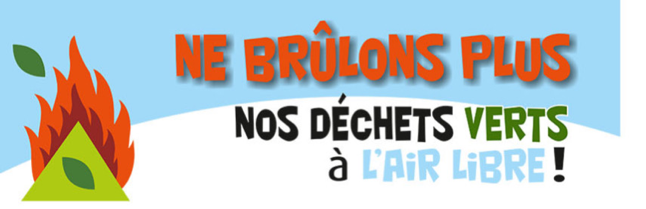 NE BRÛLONS PLUS
NOS DÉCHETS VERTS
à L'AiR LiBRE !